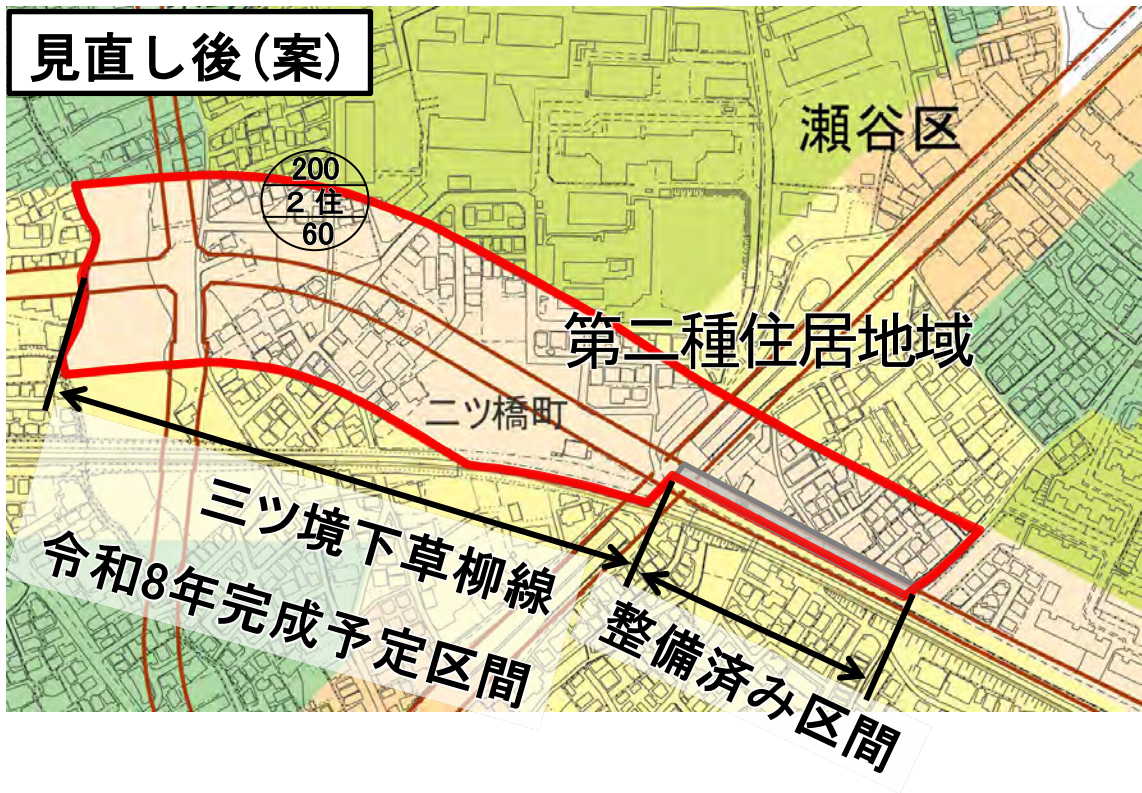 見直し後(案)
瀬谷区
200
2 住
60
第二種住居地域
二ツ橋町
三ツ境下草柳線
令和8年完成予定区間
整備済み区間